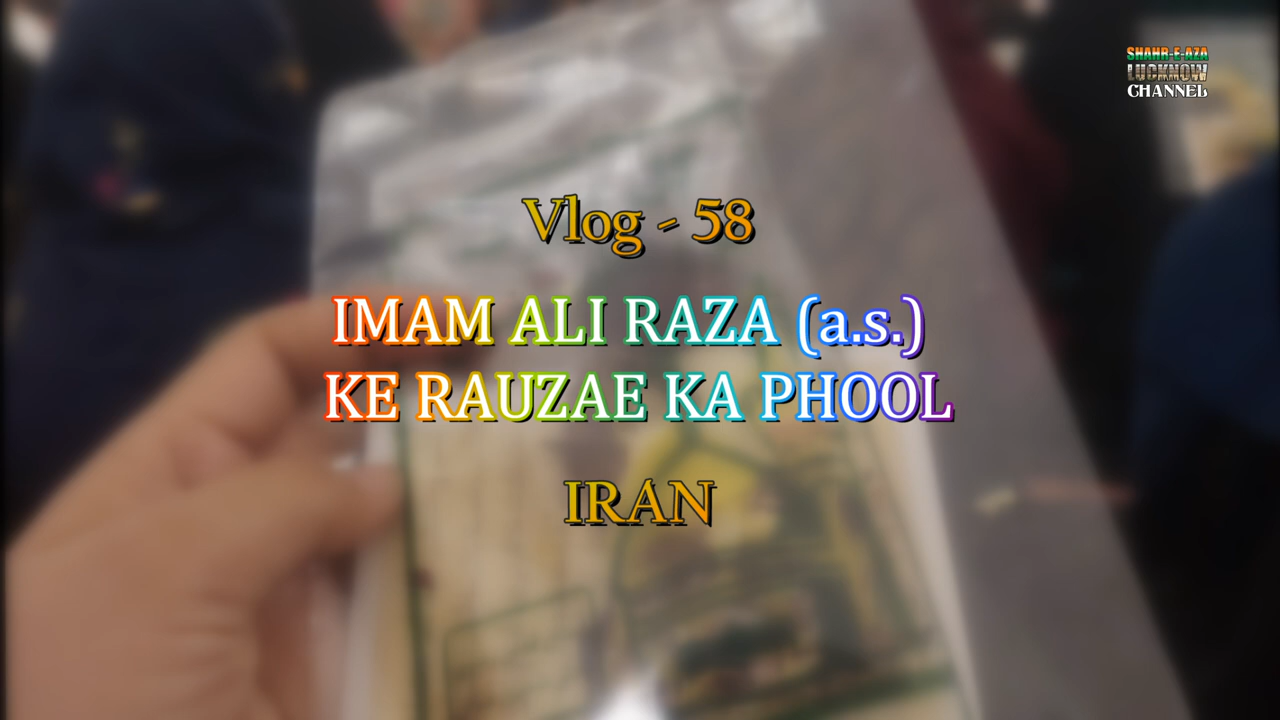 SHAHR-E-AZA
LUCKNOW
CHANNEL
Vlog - 58
IMAM ALI RAZA (a.s.)
KE RAUZAE KA PHOOL
IRAN